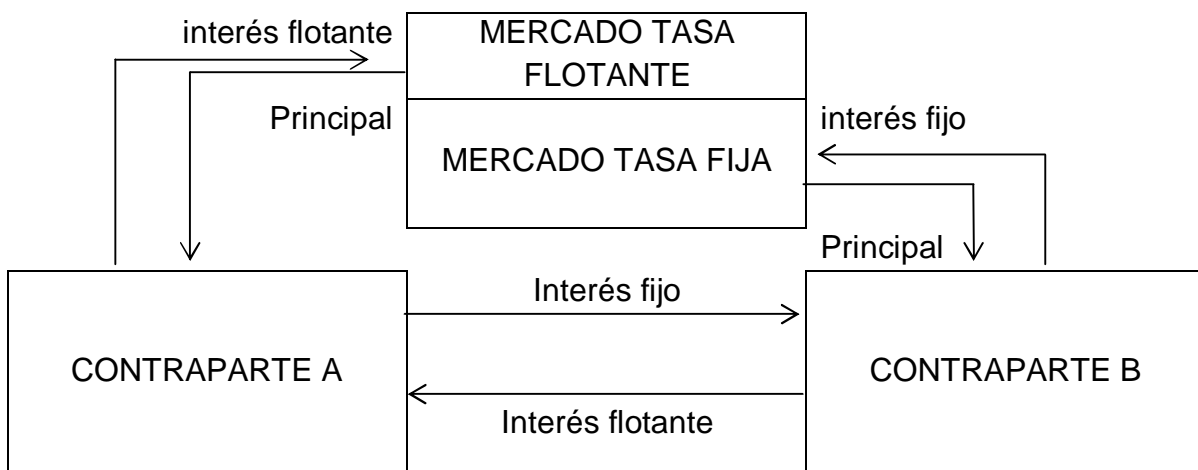 interés flotante
MERCADO TASA
FLOTANTE
Principal
interés fijo
MERCADO TASA FIJA
Principal
Interés fijo
CONTRAPARTE A
CONTRAPARTE B
Interés flotante